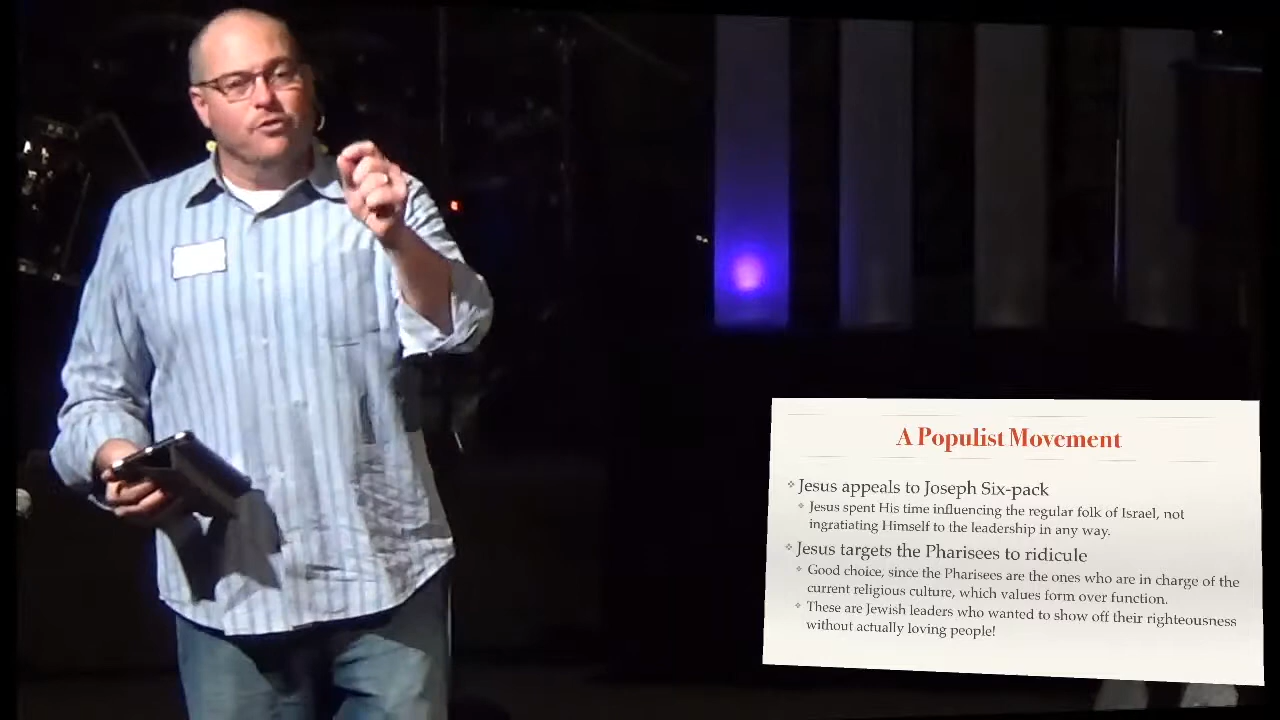 A Populist Movement
Jesus appeals to Joseph Six-pack
Jesus spent His time influencing the regular folk of Israel, not
ingratiating Himself to the leadership in any way.
Jesus targets the Pharisees to ridicule
Good choice, since the Pharisees are the ones who are in charge of the
current religious culture, which values form over function.
These are Jewish leaders who wanted to show off their righteousness
without actually loving people!